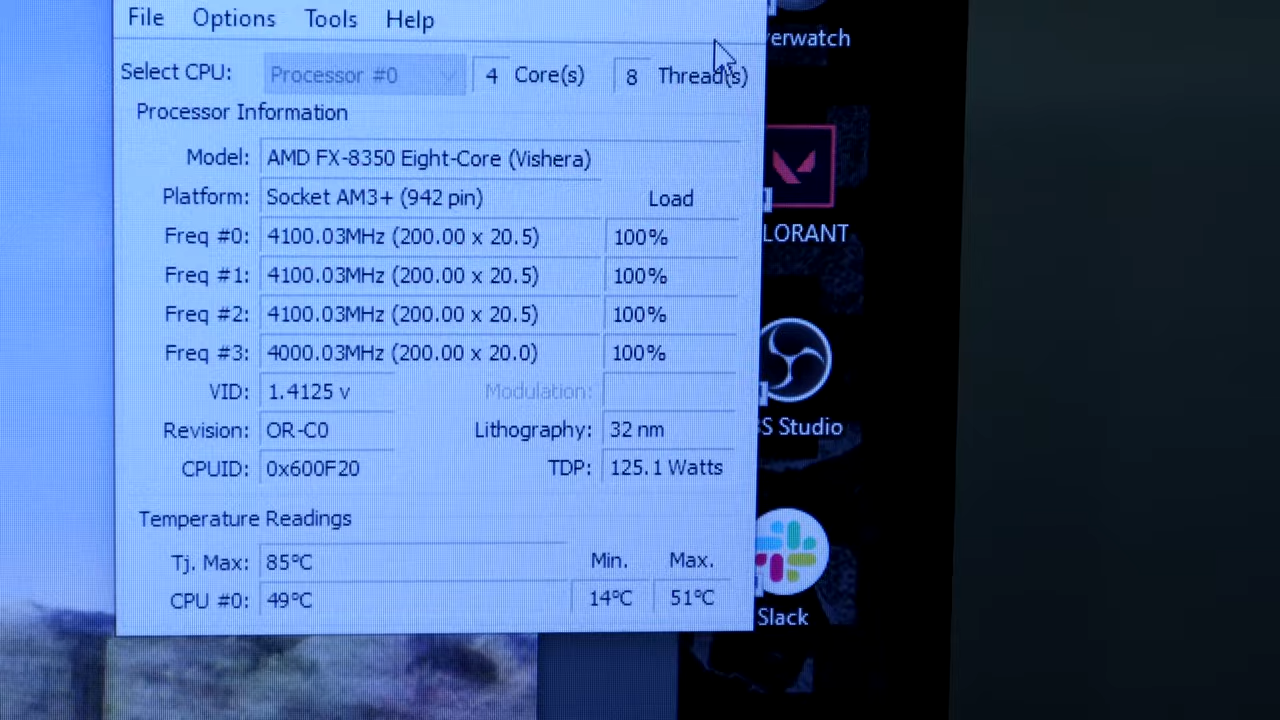 File Options Tools Help
Select CPU: Processor #0 4 Core(s) 8 Thread(s)
Processor Information
Model: AMD FX-8350 Eight-Core (Vishera)
Platform: Socket AM3+ (942 pin) Load
Freq #0: 4100.03MHz (200.00 x 20.5) 100%
Freq #1: 4100.03MHz (200.00 x 20.5) 100%
Freq #2: 4100.03MHz (200.00 x 20.5) 100%
Freq #3: 4000.03MHz (200.00 x 20.0) 100%
VID: 1.4125 v Modulation:
Revision: OR-C0 Lithography: 32 nm
CPUID: 0x600F20 TDP: 125.1 Watts
Temperature Readings
Tj. Max: 85°C Min. Max.
CPU #0: 49°C 14°C 51°C
erwatch
LORANT
S Studio
Slack